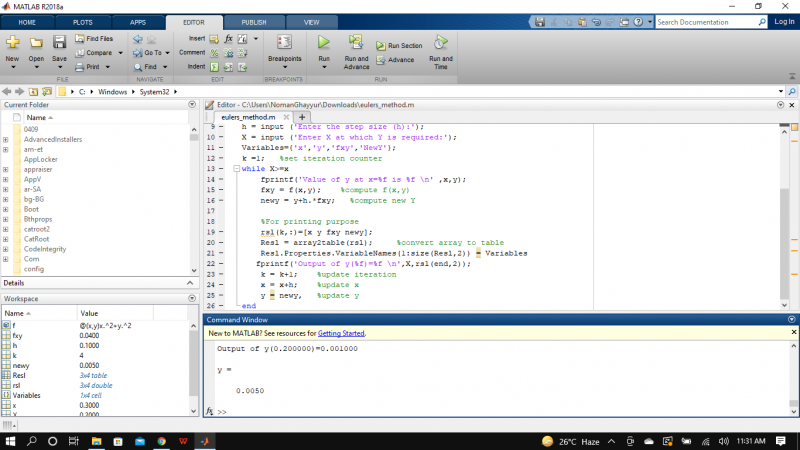 MATLAB R2018a
HOME PLOTS APPS EDITOR PUBLISH VIEW Search Documentation Log In
New Open Save Find Files Compare Print Go To Find Insert Comment Indent Breakpoints Run Run and Advance Run Section Advance Run and Time
FILE NAVIGATE EDIT BREAKPOINTS RUN
C: Windows System32
Current Folder
Name
0409
AdvancedInstallers
am-et
AppLocker
appraiser
AppV
ar-SA
bg-BG
Boot
Bthprops
catroot2
CatRoot
CodeIntegrity
Com
config
Details
Workspace
Name Value
f @(x,y)x.^2+y.^2
fxy 0.0400
h 0.1000
k 4
newy 0.0050
Resl 3x4 table
rsl 3x4 double
Variables 1x4 cell
x 0.3000
X 0.2000
Editor - C:\Users\NomanGhayyur\Downloads\eulers_method.m
eulers_method.m
9 h = input ('Enter the step size (h):');
10 X = input ('Enter X at which Y is required:');
11 Variables={'x','y','fxy','NewY'};
12 k =1; %set iteration counter
13 while X>=x
14 fprintf('Value of y at x=%f is %f \n' ,x,y);
15 fxy = f(x,y); %compute f(x,y)
16 newy = y+h.*fxy; %compute new Y
17
18 %For printing purpose
19 rsl(k,:)=[x y fxy newy];
20 Resl = array2table(rsl); %convert array to table
21 Resl.Properties.VariableNames(1:size(Resl,2)) = Variables
22 fprintf('Output of y(%f)=%f \n',X,rsl(end,2));
23 k = k+1; %update iteration
24 x = x+h; %update x
25 y = newy, %update y
26 end
Command Window
New to MATLAB? See resources for Getting Started.
Output of y(0.200000)=0.001000
y =
0.0050
fx >>
26°C Haze 11:31 AM